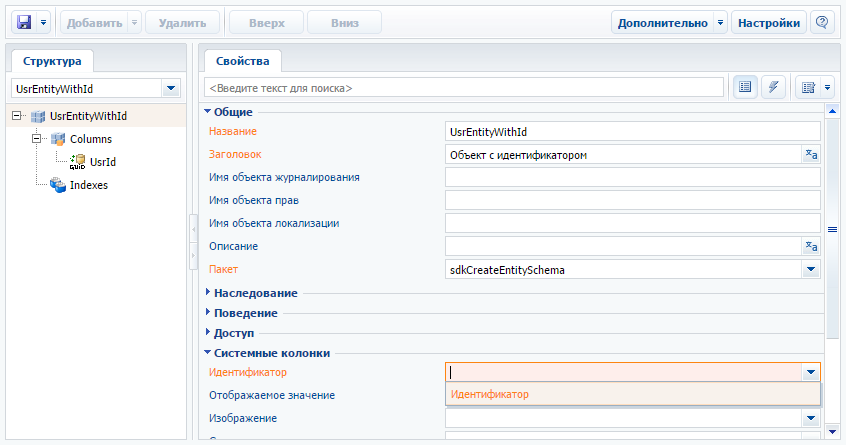 Добавить
Удалить
Вверх
Вниз
Дополнительно
Настройки
Структура
UsrEntityWithId
UsrEntityWithId
Columns
UsrId
Indexes
Свойства
<Введите текст для поиска>
Общие
Название
UsrEntityWithId
Заголовок
Объект с идентификатором
Имя объекта журналирования
Имя объекта прав
Имя объекта локализации
Описание
Пакет
sdkCreateEntitySchema
Наследование
Поведение
Доступ
Системные колонки
Идентификатор
Идентификатор
Отображаемое значение
Изображение